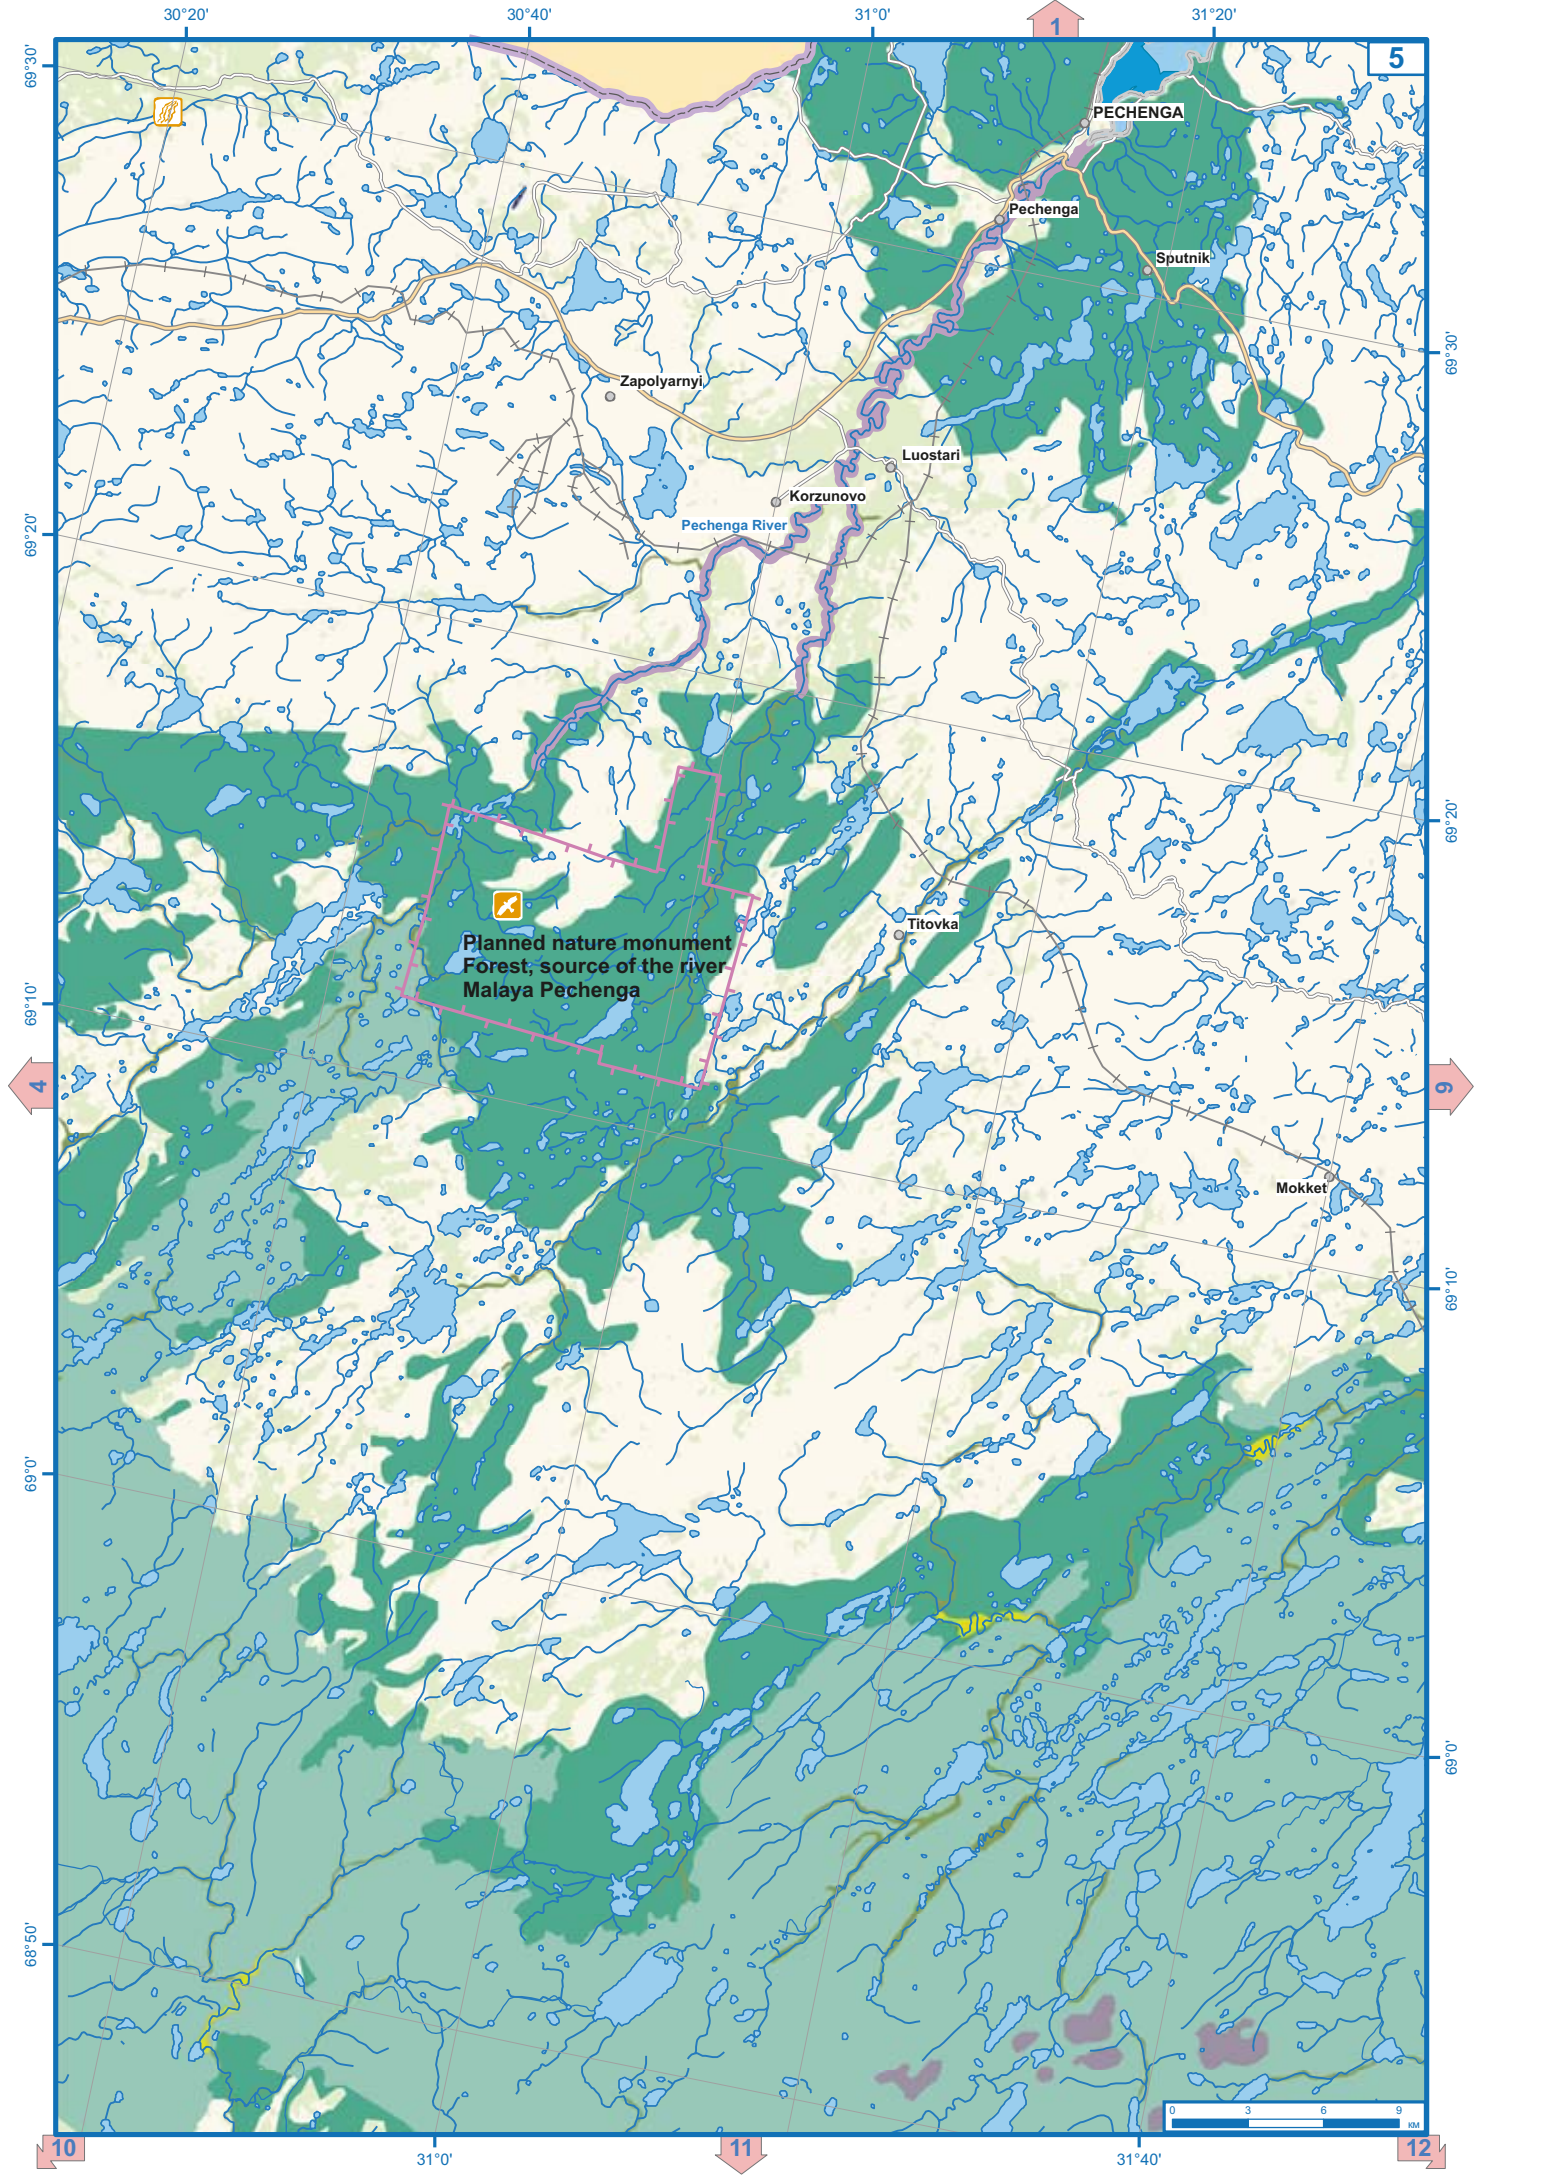 30°20'
30°40'
31°0'
1
31°20'
69°30'
5
PECHENGA
Pechenga
Sputnik
69°30'
Zapolyarnyi
Luostari
Korzunovo
Pechenga River
69°20'
69°20'
Titovka
Planned nature monument
Forest, source of the river
Malaya Pechenga
69°10'
4
9
Mokket
69°10'
69°0'
69°0'
68°50'
0 3 6 9
км
10
31°0'
11
31°40'
12